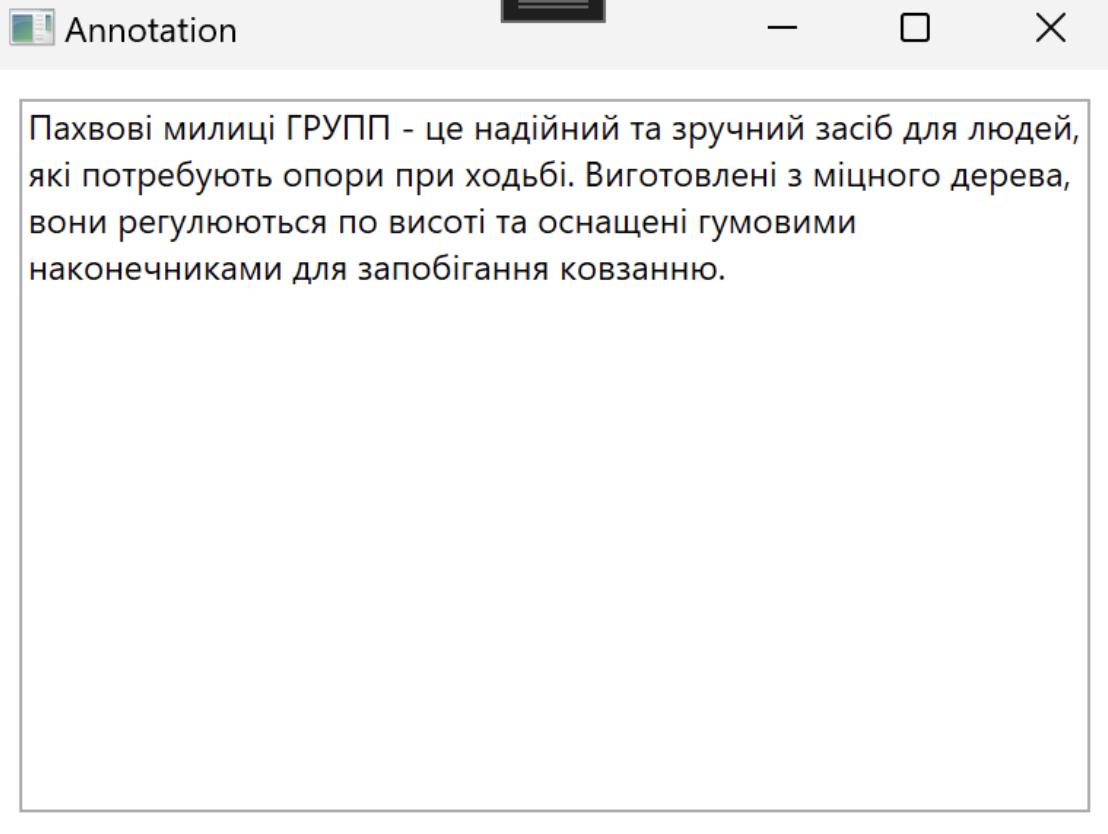 Annotation
Пахвові милиці ГРУПП - це надійний та зручний засіб для людей,
які потребують опори при ходьбі. Виготовлені з міцного дерева,
вони регулюються по висоті та оснащені гумовими
наконечниками для запобігання ковзанню.